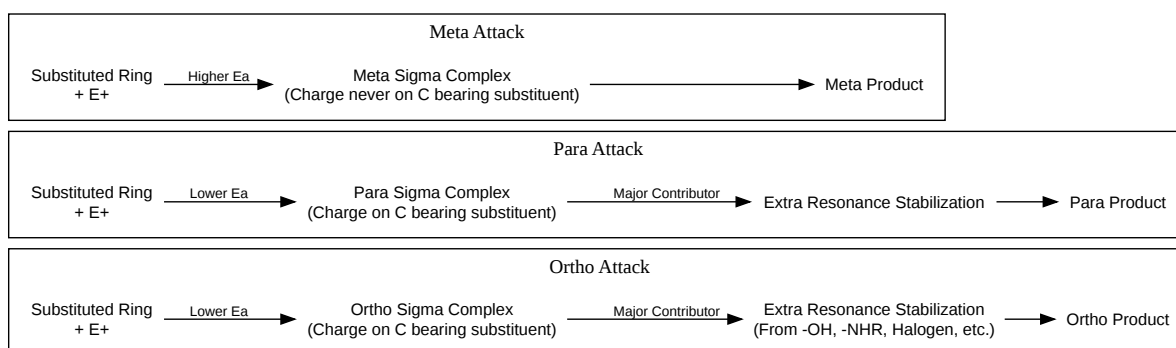 Meta Attack
Substituted Ring
+ E+
Higher Ea
Meta Sigma Complex
(Charge never on C bearing substituent)
Meta Product
Para Attack
Substituted Ring
+ E+
Lower Ea
Para Sigma Complex
(Charge on C bearing substituent)
Major Contributor
Extra Resonance Stabilization
Para Product
Ortho Attack
Substituted Ring
+ E+
Lower Ea
Ortho Sigma Complex
(Charge on C bearing substituent)
Major Contributor
Extra Resonance Stabilization
(From -OH, -NHR, Halogen, etc.)
Ortho Product